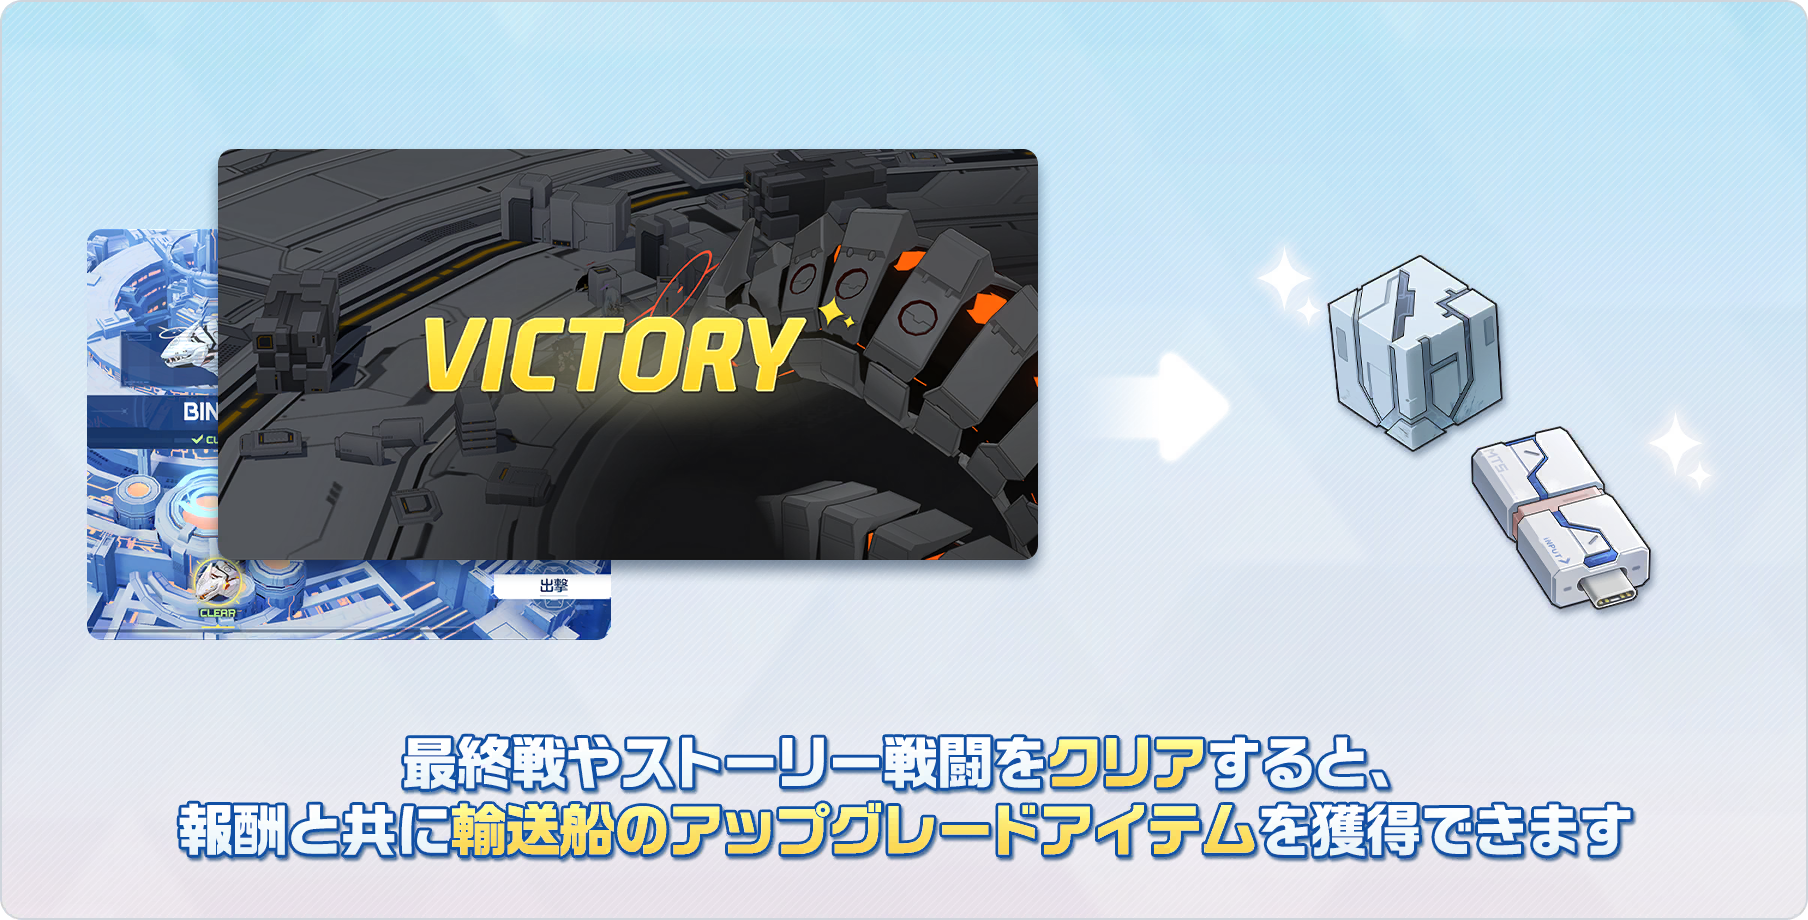 VICTORY
BIN
CLEAR
出撃
MTS
INPUT
最終戦やストーリー戦闘をクリアすると、
報酬と共に輸送船のアップグレードアイテムを獲得できます